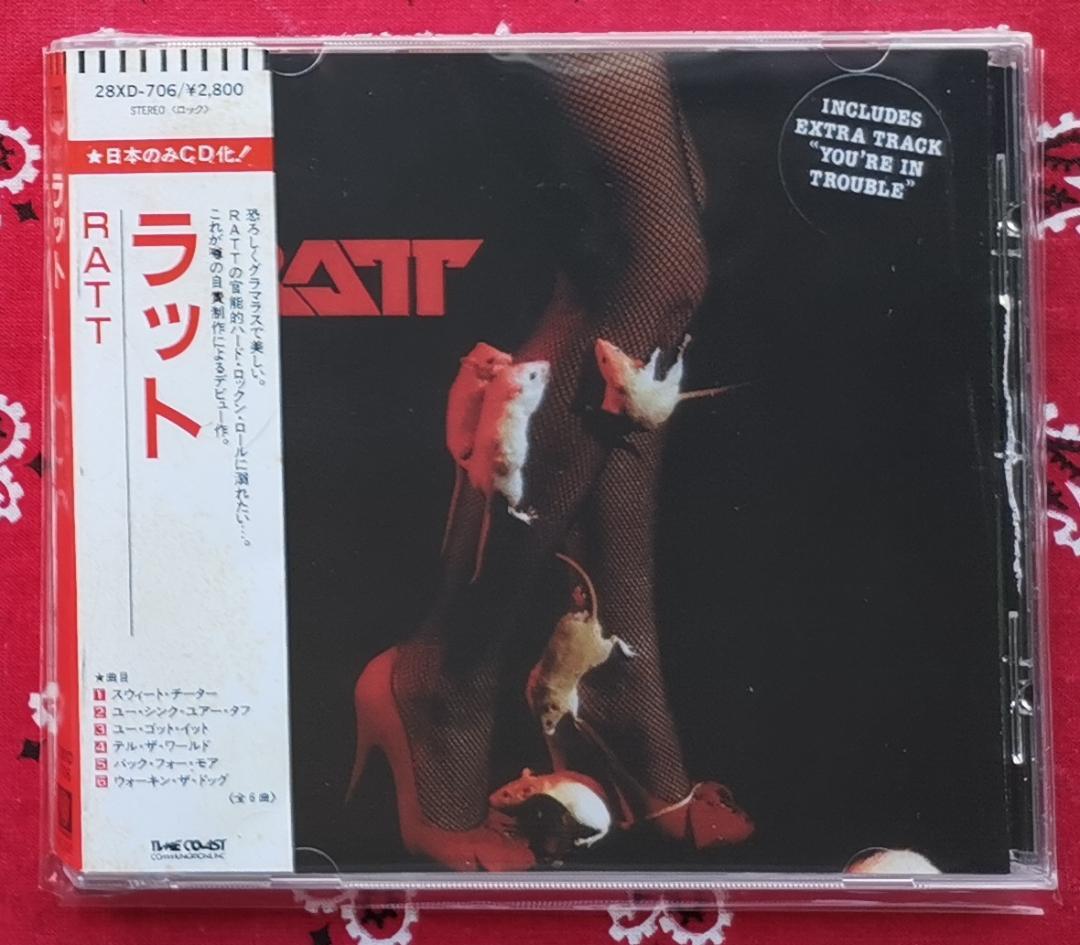 28XD-706/¥2,800
STEREO〈ロック〉
★日本のみCD化!
ラット
RATT
ラット
恐ろしくグラマラスで美しい。
RATTの官能的ハード・ロックン・ロールに溺れたい…。
これが噂の自費制作によるデビュー作。
★曲目
1 スウィート・チーター
2 ユー・シンク・ユアー・タフ
3 ユー・ゴット・イット
4 テル・ザ・ワールド
5 バック・フォー・モア
6 ウォーキン・ザ・ドッグ
〈全6曲〉
TIME COAST
COMMUNICATION, INC
RATT
INCLUDES
EXTRA TRACK
"YOU'RE IN
TROUBLE"